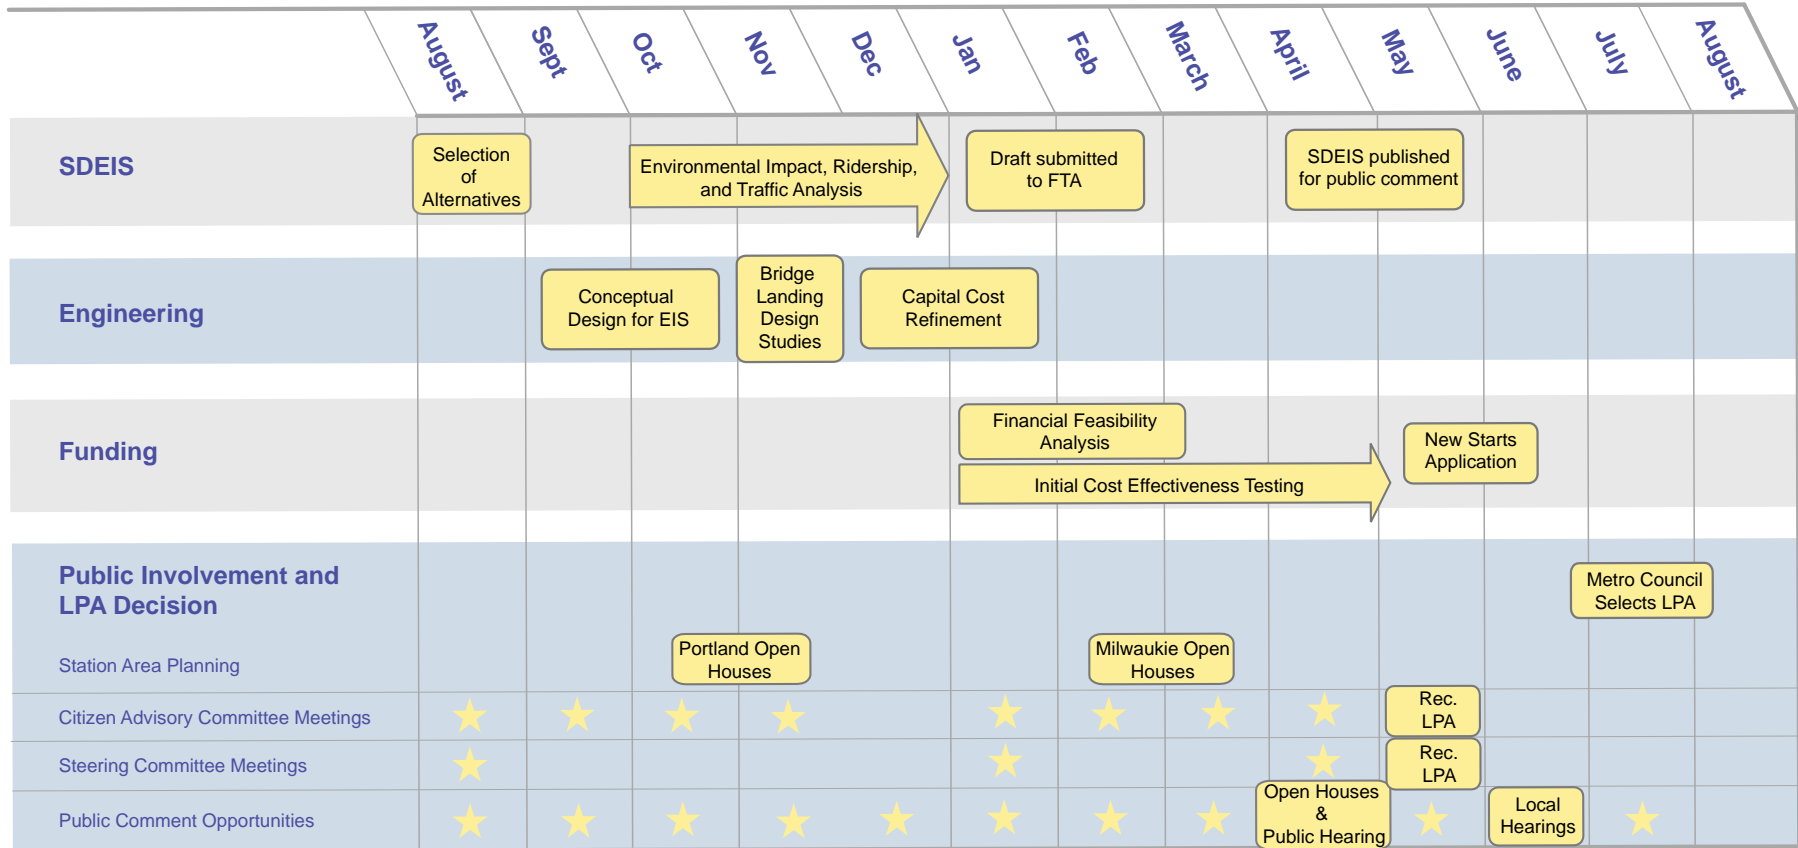 August
Sept
Oct
Nov
Dec
Jan
Feb
March
April
May
June
July
August
SDEIS
Selection
of
Alternatives
Environmental Impact, Ridership,
and Traffic Analysis
Draft submitted
to FTA
SDEIS published
for public comment
Engineering
Conceptual
Design for EIS
Bridge
Landing
Design
Studies
Capital Cost
Refinement
Funding
Financial Feasibility
Analysis
Initial Cost Effectiveness Testing
New Starts
Application
Public Involvement and
LPA Decision
Metro Council
Selects LPA
Station Area Planning
Portland Open
Houses
Milwaukie Open
Houses
Citizen Advisory Committee Meetings
Rec.
LPA
Steering Committee Meetings
Rec.
LPA
Public Comment Opportunities
Open Houses
&
Public Hearing
Local
Hearings